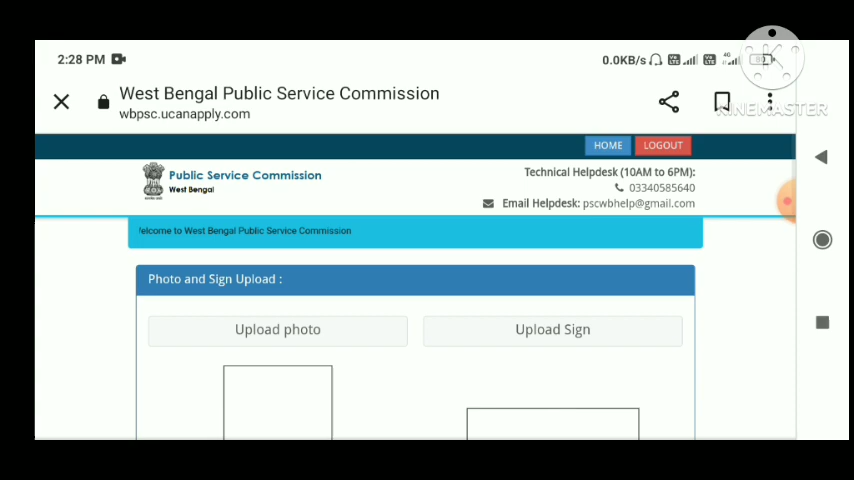 2:28 PM
0.0KB/s
4G
80
West Bengal Public Service Commission
wbpsc.ucanapply.com
KINEMASTER
HOME LOGOUT
Public Service Commission
West Bengal
Technical Helpdesk (10AM to 6PM):
03340585640
Email Helpdesk: pscwbhelp@gmail.com
elcome to West Bengal Public Service Commission
Photo and Sign Upload :
Upload photo
Upload Sign